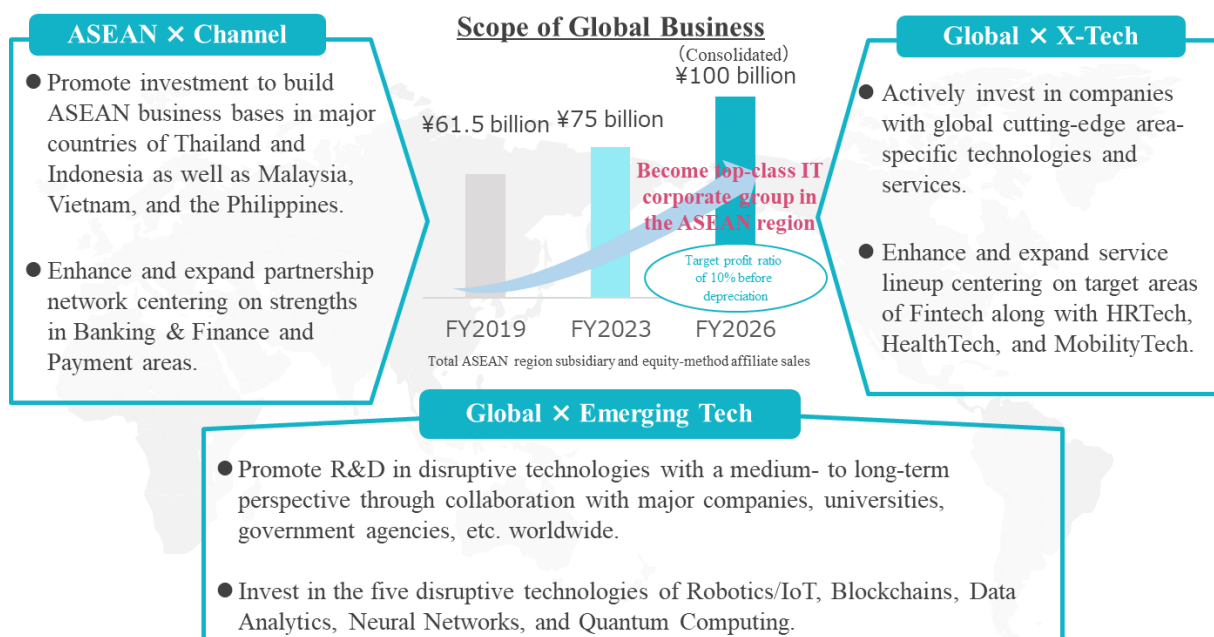 ASEAN × Channel
● Promote investment to build
ASEAN business bases in major
countries of Thailand and
Indonesia as well as Malaysia,
Vietnam, and the Philippines.
● Enhance and expand partnership
network centering on strengths
in Banking & Finance and
Payment areas.
Scope of Global Business
(Consolidated)
¥100 billion
¥61.5 billion
¥75 billion
Become top-class IT
corporate group in
the ASEAN region
Target profit ratio
of 10% before
depreciation
FY2019
FY2023
FY2026
Total ASEAN region subsidiary and equity-method affiliate sales
Global × X-Tech
● Actively invest in companies
with global cutting-edge area-
specific technologies and
services.
● Enhance and expand service
lineup centering on target areas
of Fintech along with HRTech,
HealthTech, and MobilityTech.
Global × Emerging Tech
● Promote R&D in disruptive technologies with a medium- to long-term
perspective through collaboration with major companies, universities,
government agencies, etc. worldwide.
● Invest in the five disruptive technologies of Robotics/IoT, Blockchains, Data
Analytics, Neural Networks, and Quantum Computing.